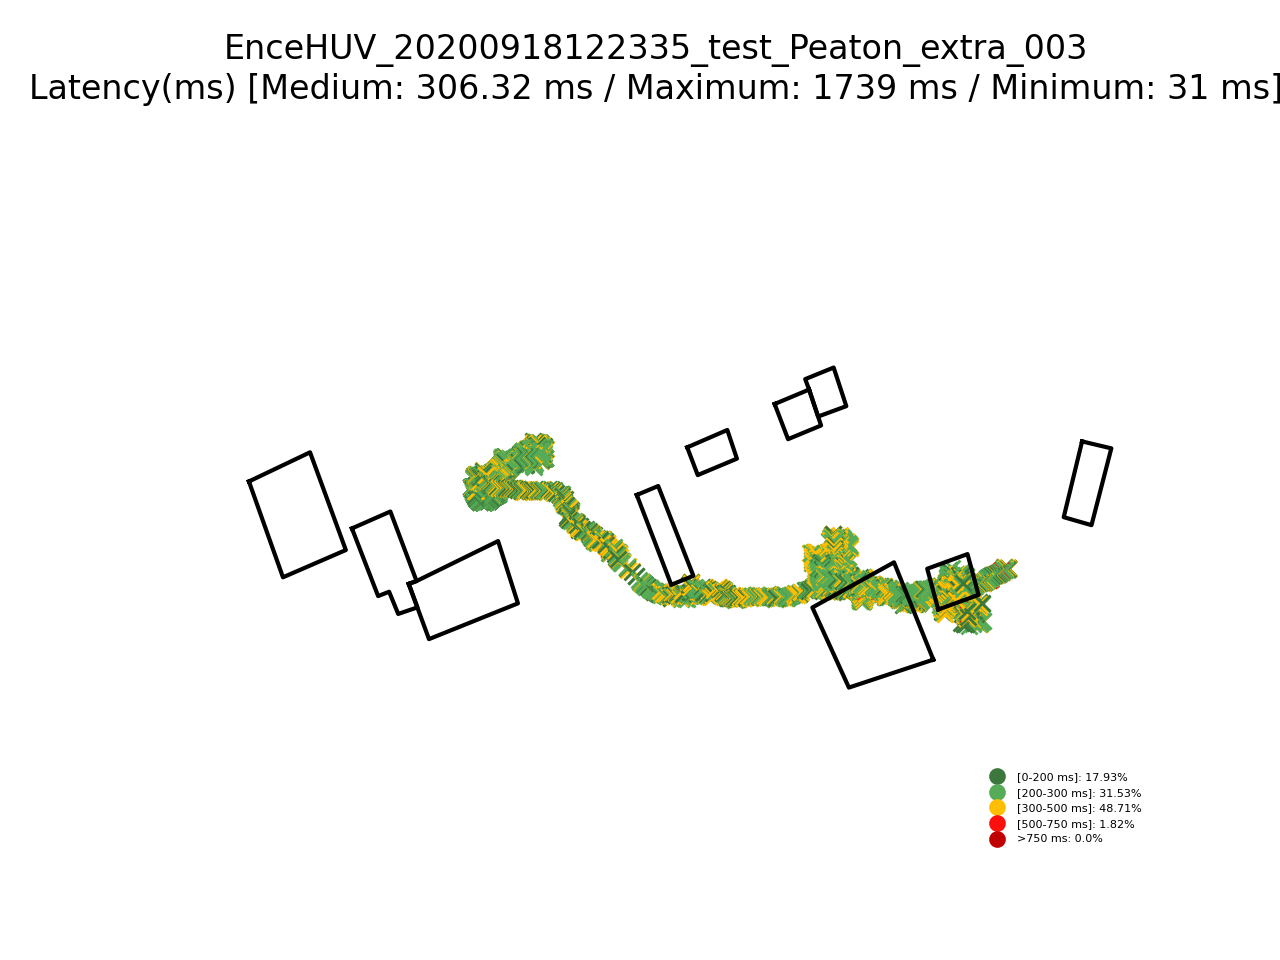 EnceHUV_20200918122335_test_Peaton_extra_003
Latency(ms) [Medium: 306.32 ms / Maximum: 1739 ms / Minimum: 31 ms]
[0-200 ms]: 17.93%
[200-300 ms]: 31.53%
[300-500 ms]: 48.71%
[500-750 ms]: 1.82%
>750 ms: 0.0%